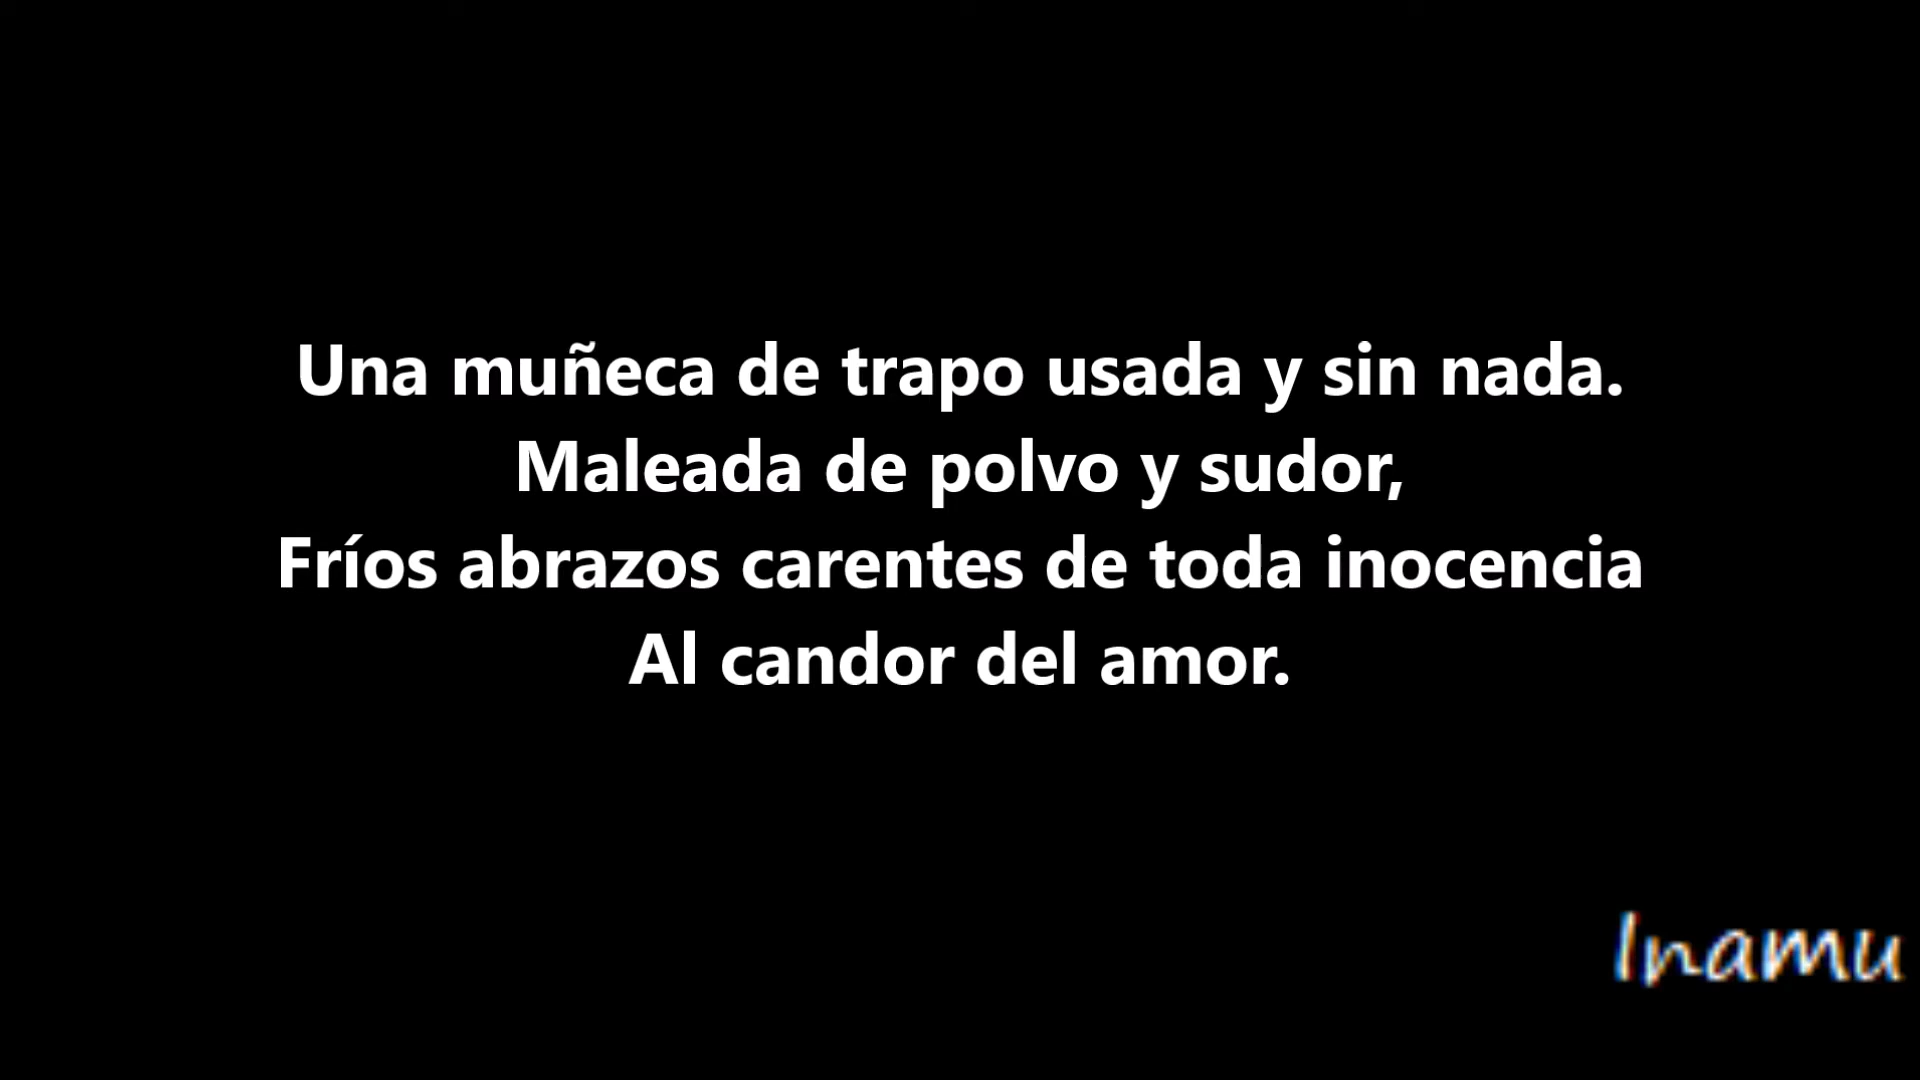 Una muñeca de trapo usada y sin nada.
Maleada de polvo y sudor,
Fríos abrazos carentes de toda inocencia
Al candor del amor.
Inamu